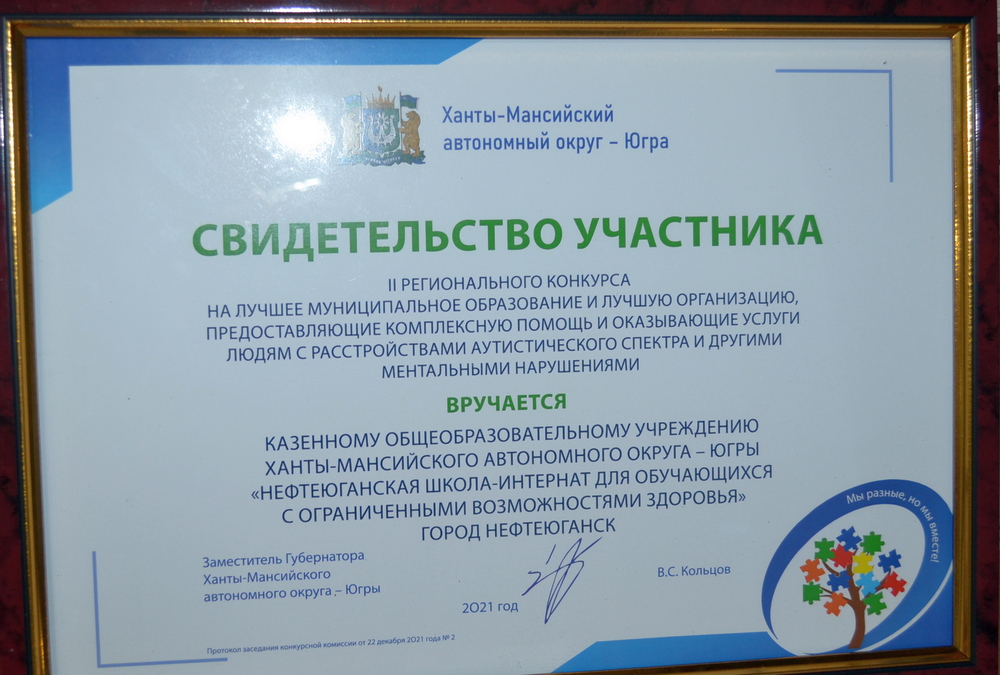 Ханты-Мансийский
автономный округ – Югра
СВИДЕТЕЛЬСТВО УЧАСТНИКА
II РЕГИОНАЛЬНОГО КОНКУРСА
НА ЛУЧШЕЕ МУНИЦИПАЛЬНОЕ ОБРАЗОВАНИЕ И ЛУЧШУЮ ОРГАНИЗАЦИЮ,
ПРЕДОСТАВЛЯЮЩИЕ КОМПЛЕКСНУЮ ПОМОЩЬ И ОКАЗЫВАЮЩИЕ УСЛУГИ
ЛЮДЯМ С РАССТРОЙСТВАМИ АУТИСТИЧЕСКОГО СПЕКТРА И ДРУГИМИ
МЕНТАЛЬНЫМИ НАРУШЕНИЯМИ
ВРУЧАЕТСЯ
КАЗЕННОМУ ОБЩЕОБРАЗОВАТЕЛЬНОМУ УЧРЕЖДЕНИЮ
ХАНТЫ-МАНСИЙСКОГО АВТОНОМНОГО ОКРУГА – ЮГРЫ
«НЕФТЕЮГАНСКАЯ ШКОЛА-ИНТЕРНАТ ДЛЯ ОБУЧАЮЩИХСЯ
С ОГРАНИЧЕННЫМИ ВОЗМОЖНОСТЯМИ ЗДОРОВЬЯ»
ГОРОД НЕФТЕЮГАНСК
Мы разные, но мы вместе!
Заместитель Губернатора
Ханты-Мансийского
автономного округа – Югры
В.С. Кольцов
2021 год
Протокол заседания конкурсной комиссии от 22 декабря 2021 года № 2